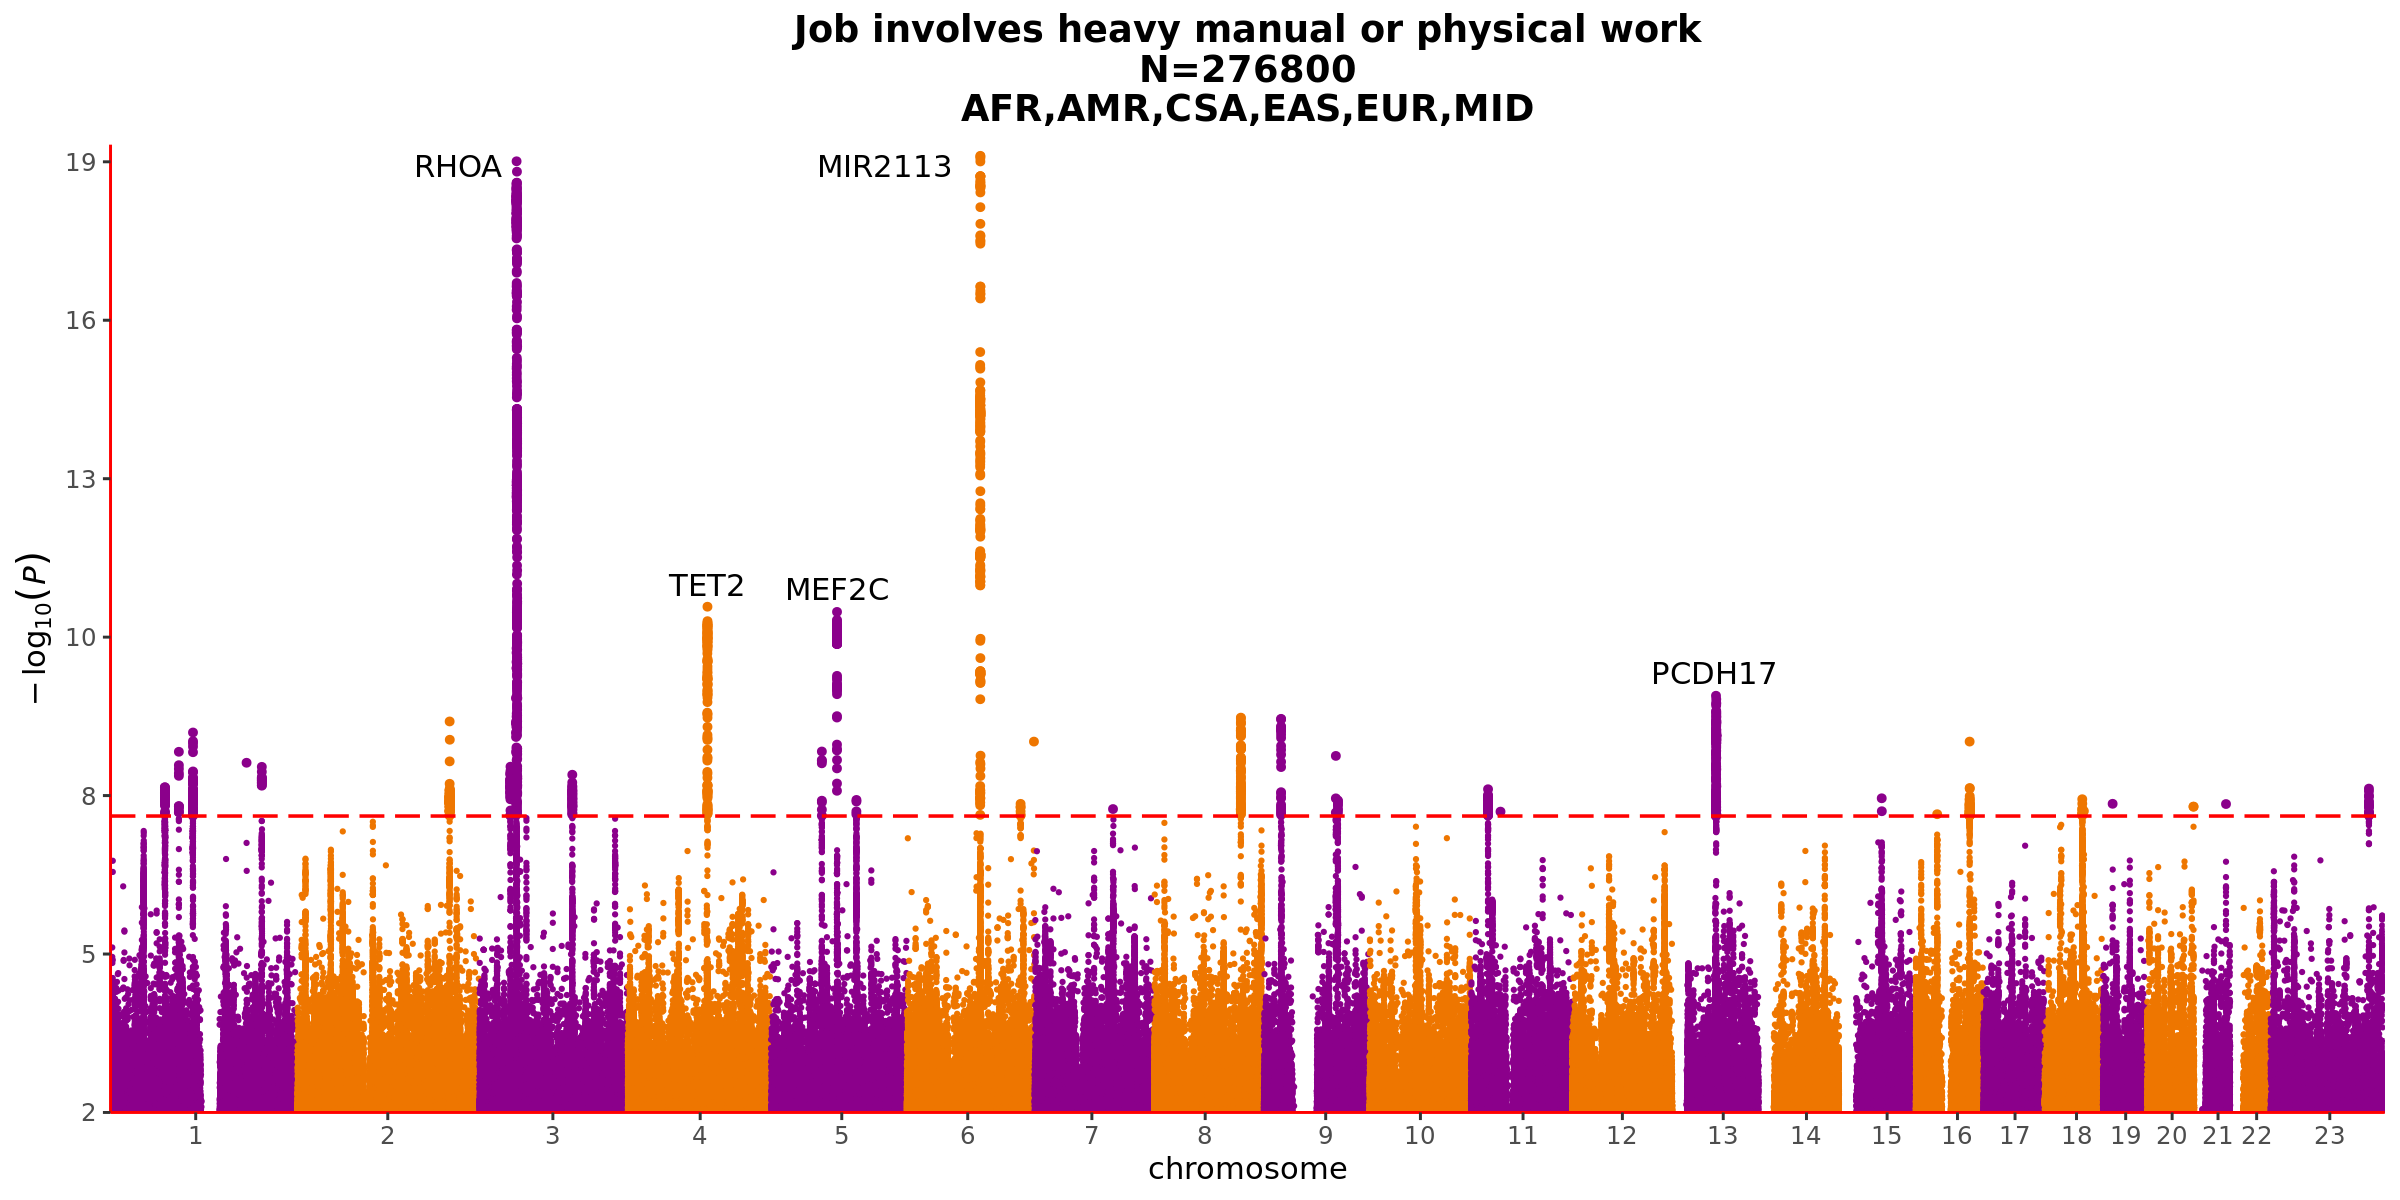 Job involves heavy manual or physical work
N=276800
AFR,AMR,CSA,EAS,EUR,MID
19
16
13
10
8
5
2
−log10(P)
RHOA
MIR2113
TET2
MEF2C
PCDH17
1 2 3 4 5 6 7 8 9 10 11 12 13 14 15 16 17 18 19 20 21 22 23
chromosome